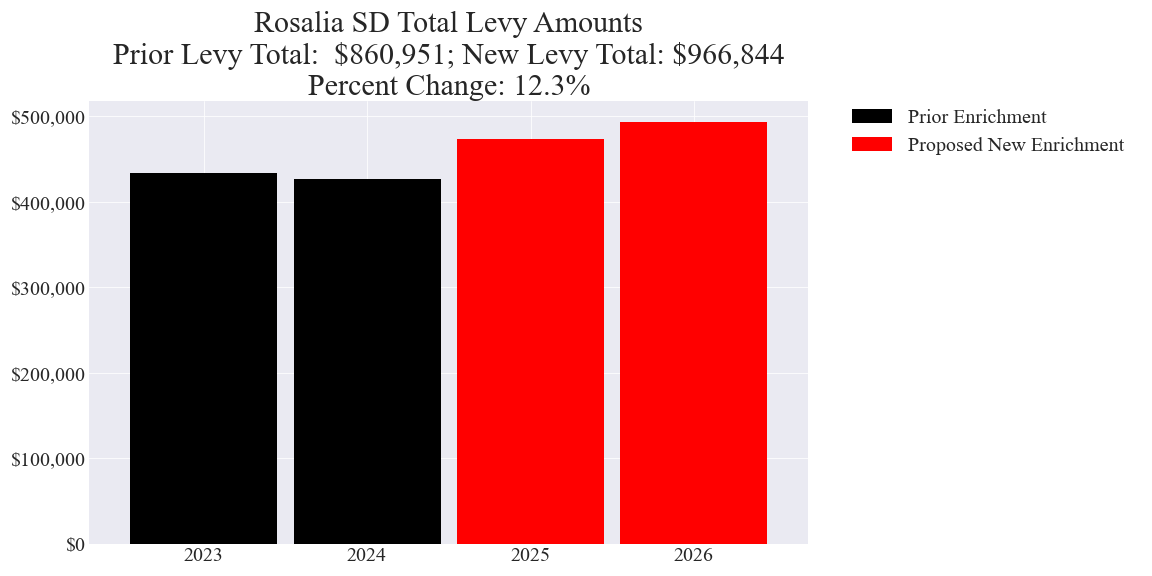 Rosalia SD Total Levy Amounts
Prior Levy Total:  $860,951; New Levy Total: $966,844
Percent Change: 12.3%
Prior Enrichment
Proposed New Enrichment
$500,000
$400,000
$300,000
$200,000
$100,000
$0
2023
2024
2025
2026